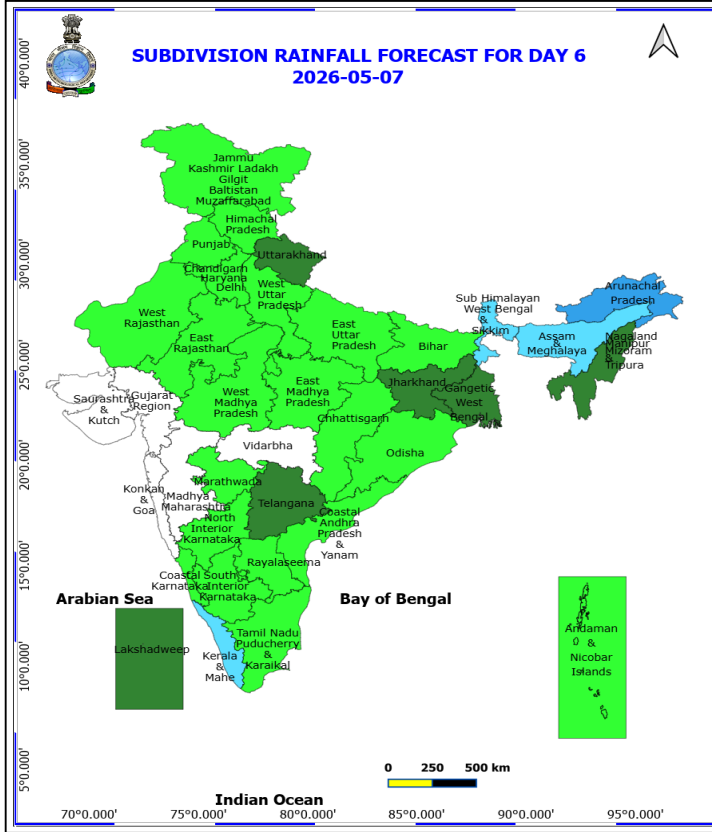 SUBDIVISION RAINFALL FORECAST FOR DAY 6
2026-05-07
40°0.000'
35°0.000'
30°0.000'
25°0.000'
20°0.000'
15°0.000'
10°0.000'
5°0.000'
Jammu
Kashmir Ladakh
Gilgit
Baltistan
Muzaffarabad
Himachal
Pradesh
Punjab
Uttarakhand
Chandigarh
Haryana
Delhi
West
Uttar
Pradesh
West
Rajasthan
East
Rajasthan
East
Uttar
Pradesh
Bihar
Sub Himalayan
West Bengal
&
Sikkim
Arunachal
Pradesh
Assam
&
Meghalaya
Nagaland
Manipur
Mizoram
&
Tripura
Saurashtra
&
Kutch
Gujarat
Region
West
Madhya
Pradesh
East
Madhya
Pradesh
Jharkhand
Gangetic
West
Bengal
Chhattisgarh
Odisha
Vidarbha
Konkan
&
Goa
Madhya
Maharashtra
Marathwada
Telangana
North
Interior
Karnataka
Coastal
Andhra
Pradesh
&
Yanam
Rayalaseema
Coastal
Karnataka
South
Interior
Karnataka
Arabian Sea
Bay of Bengal
Lakshadweep
Kerala
&
Mahe
Tamil Nadu
Puducherry
&
Karaikal
Andaman
&
Nicobar
Islands
0 250 500 km
Indian Ocean
70°0.000' 75°0.000' 80°0.000' 85°0.000' 90°0.000' 95°0.000'